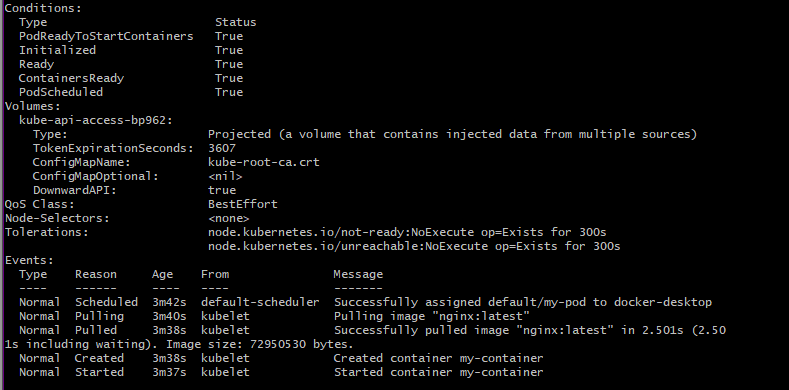 Conditions:
  Type                         Status
  PodReadyToStartContainers    True
  Initialized                  True
  Ready                        True
  ContainersReady              True
  PodScheduled                 True
Volumes:
  kube-api-access-bp962:
    Type:                     Projected (a volume that contains injected data from multiple sources)
    TokenExpirationSeconds:  3607
    ConfigMapName:            kube-root-ca.crt
    ConfigMapOptional:        <nil>
    DownwardAPI:              true
QoS Class:                    BestEffort
Node-Selectors:               <none>
Tolerations:                  node.kubernetes.io/not-ready:NoExecute op=Exists for 300s
                              node.kubernetes.io/unreachable:NoExecute op=Exists for 300s
Events:
  Type    Reason     Age    From               Message
  ----    ------     ----   ----               -------
  Normal  Scheduled  3m42s  default-scheduler  Successfully assigned default/my-pod to docker-desktop
  Normal  Pulling    3m40s  kubelet            Pulling image "nginx:latest"
  Normal  Pulled     3m38s  kubelet            Successfully pulled image "nginx:latest" in 2.501s (2.50
1s including waiting). Image size: 72950530 bytes.
  Normal  Created    3m38s  kubelet            Created container my-container
  Normal  Started    3m37s  kubelet            Started container my-container